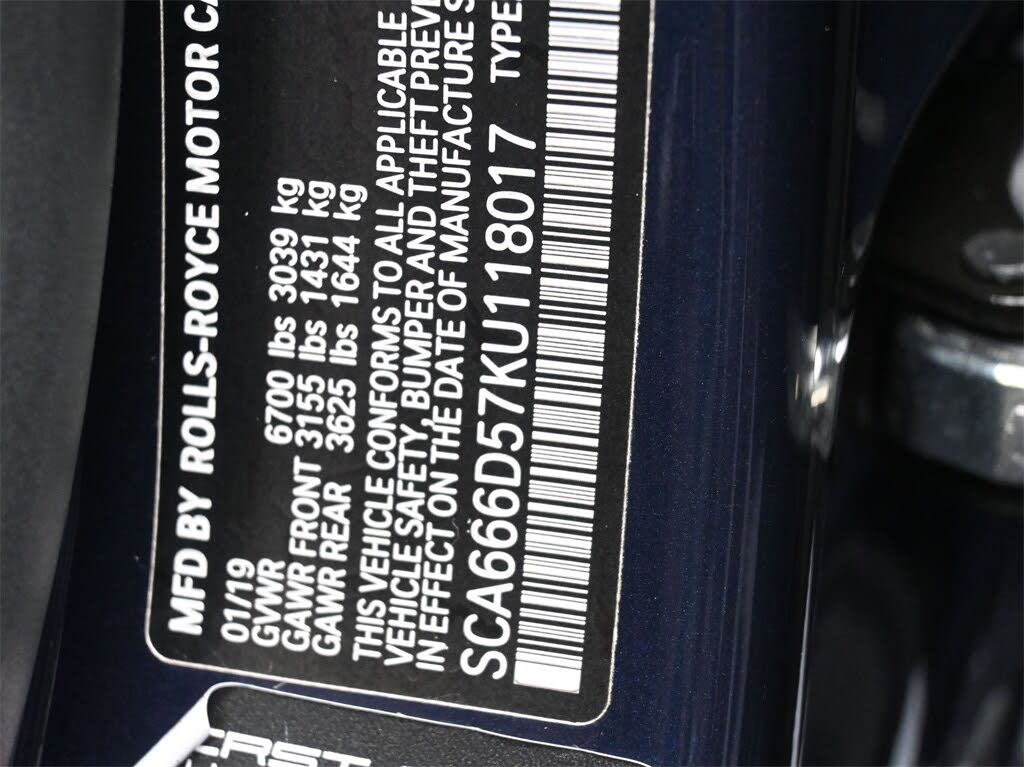 MFD BY ROLLS-ROYCE MOTOR
01/19
GVWR 6700 lbs 3039 kg
GAWR FRONT 3155 lbs 1431 kg
GAWR REAR 3625 lbs 1644 kg
THIS VEHICLE CONFORMS TO ALL APPLICABLE
VEHICLE SAFETY, BUMPER AND THEFT
IN EFFECT ON THE DATE OF MANUFACTURE
SCA666D57KU118017 TYPE